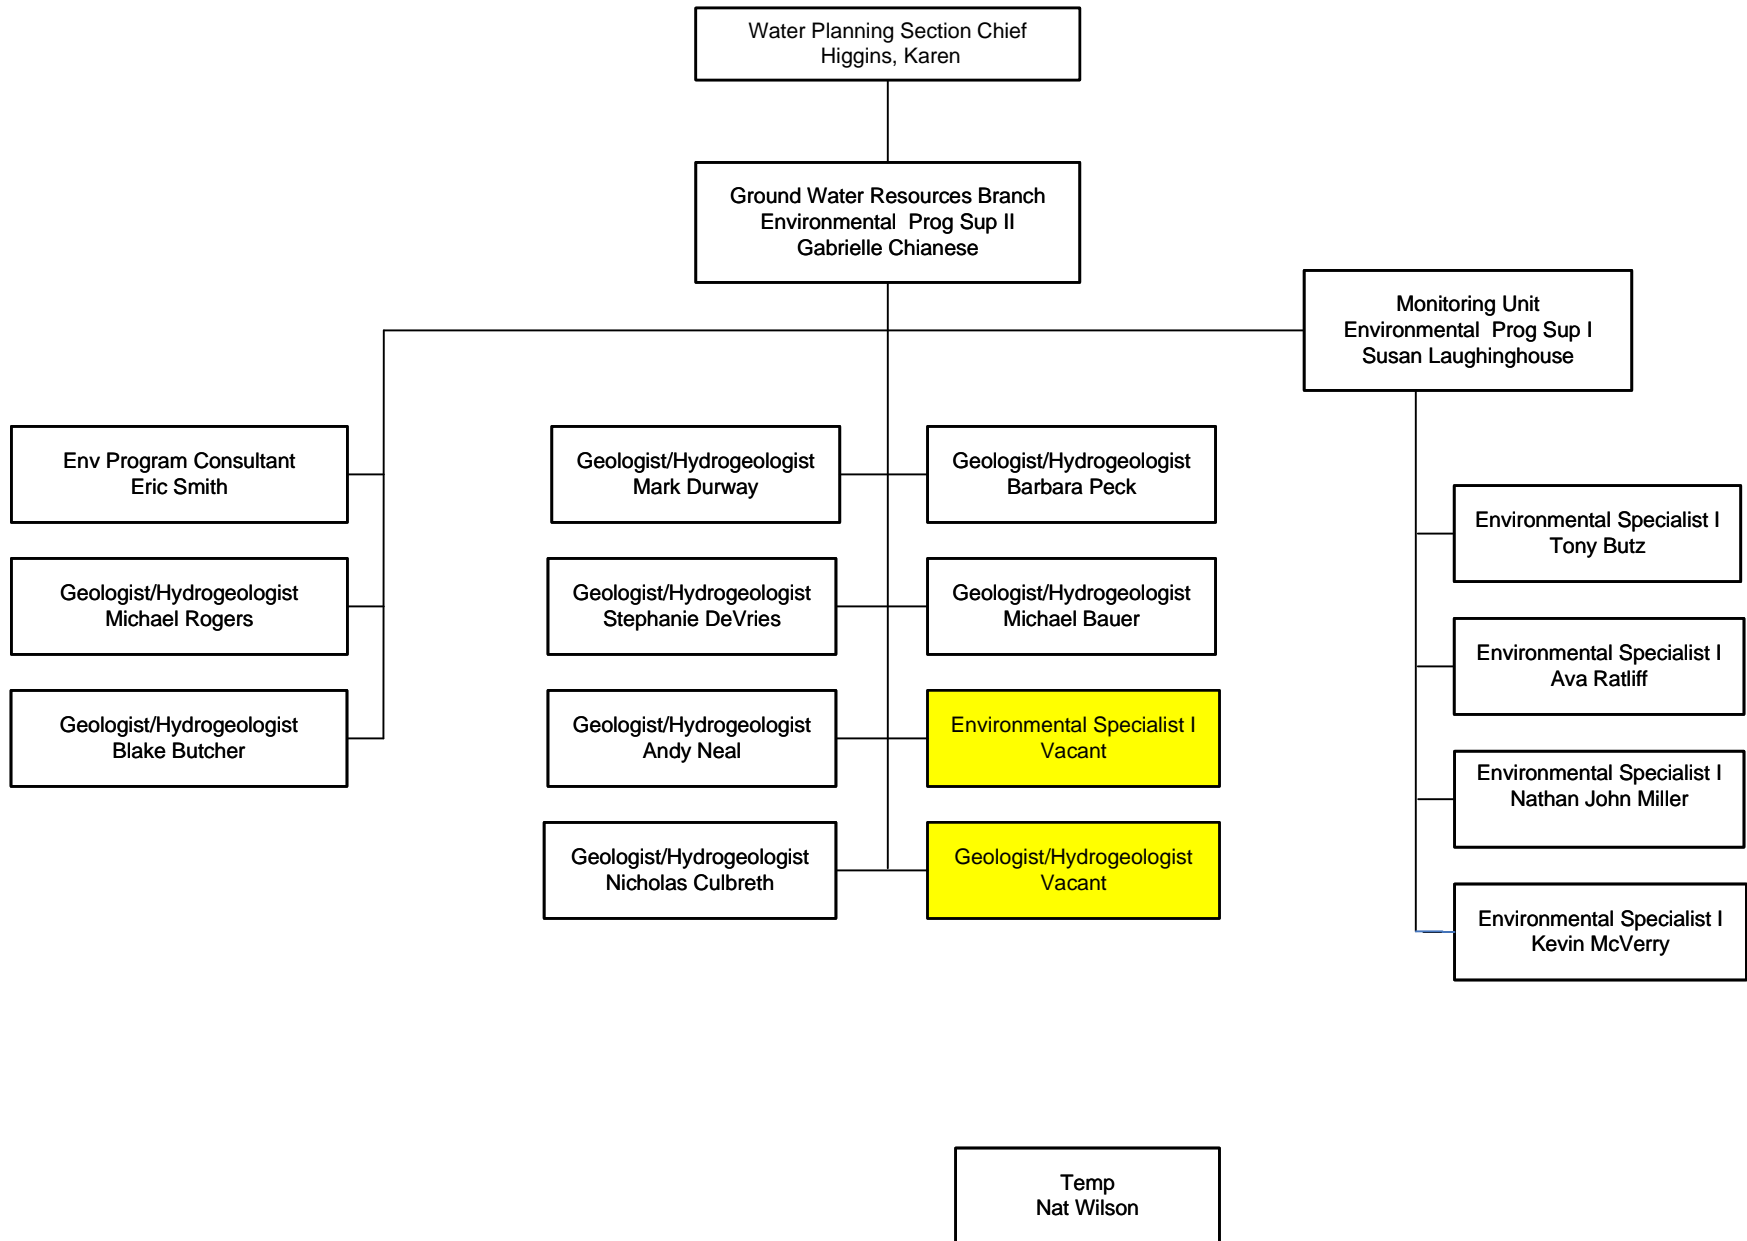 Water Planning Section Chief
Higgins, Karen
Ground Water Resources Branch
Environmental  Prog Sup II
Gabrielle Chianese
Monitoring Unit
Environmental  Prog Sup I
Susan Laughinghouse
Env Program Consultant
Eric Smith
Geologist/Hydrogeologist
Michael Rogers
Geologist/Hydrogeologist
Blake Butcher
Geologist/Hydrogeologist
Mark Durway
Geologist/Hydrogeologist
Stephanie DeVries
Geologist/Hydrogeologist
Andy Neal
Geologist/Hydrogeologist
Nicholas Culbreth
Geologist/Hydrogeologist
Barbara Peck
Geologist/Hydrogeologist
Michael Bauer
Environmental Specialist I
Vacant
Geologist/Hydrogeologist
Vacant
Environmental Specialist I
Tony Butz
Environmental Specialist I
Ava Ratliff
Environmental Specialist I
Nathan John Miller
Environmental Specialist I
Kevin McVerry
Temp
Nat Wilson